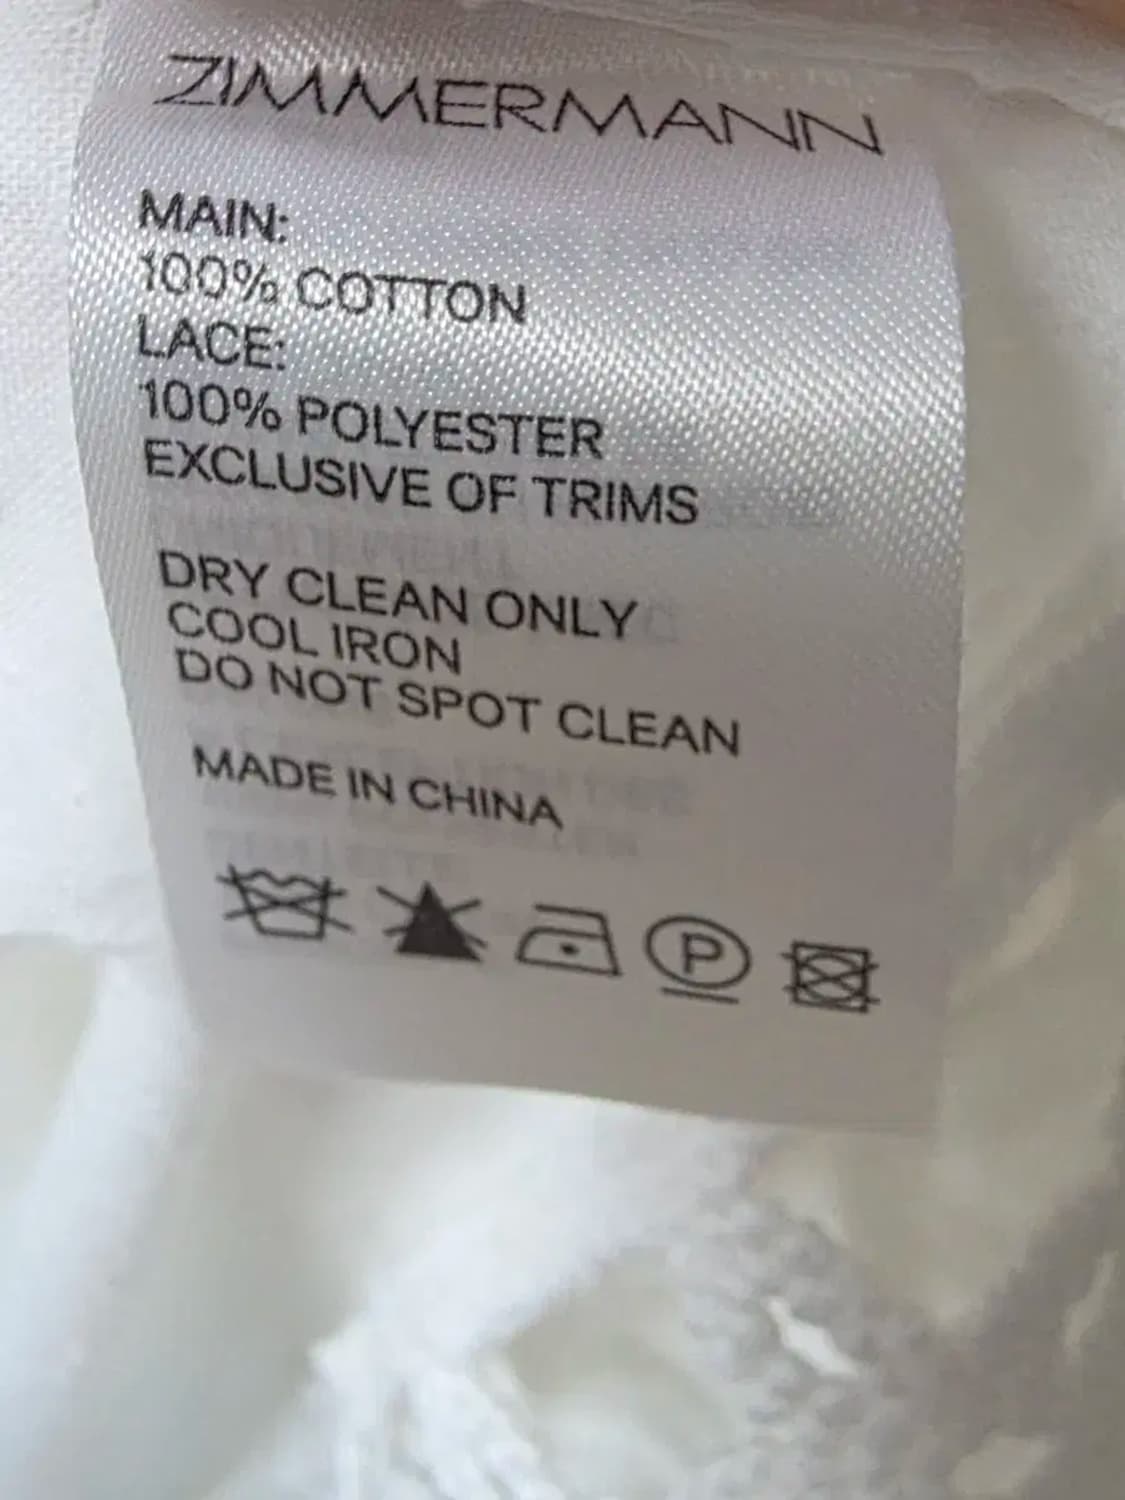 ZIMMERMANN
MAIN:
100% COTTON
LACE:
100% POLYESTER
EXCLUSIVE OF TRIMS
DRY CLEAN ONLY
COOL IRON
DO NOT SPOT CLEAN
MADE IN CHINA
P